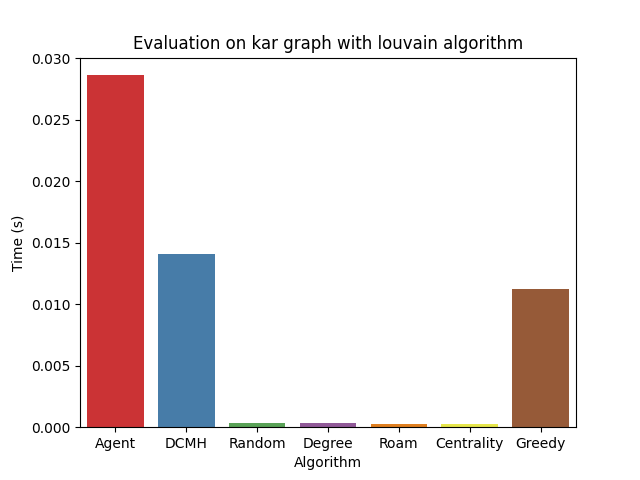 Evaluation on kar graph with louvain algorithm
0.030
0.025
0.020
0.015
0.010
0.005
0.000
Time (s)
Agent DCMH Random Degree Roam Centrality Greedy
Algorithm